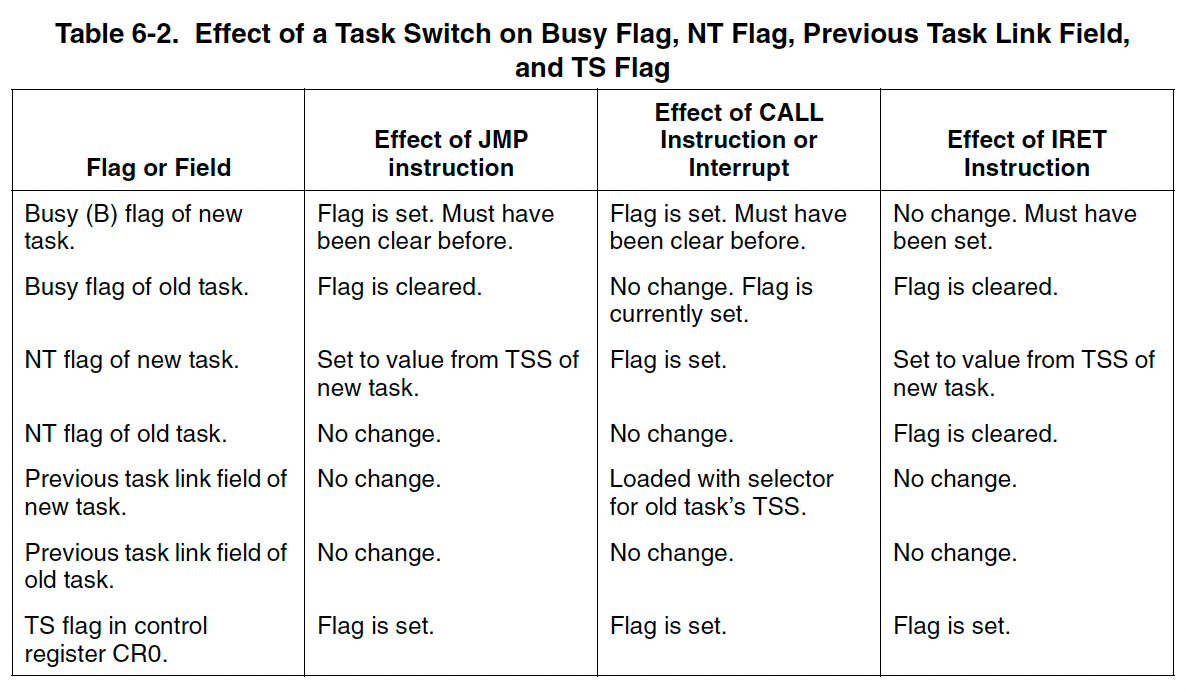 Table 6-2. Effect of a Task Switch on Busy Flag, NT Flag, Previous Task Link Field,
and TS Flag
Flag or Field
Effect of JMP
instruction
Effect of CALL
Instruction or
Interrupt
Effect of IRET
Instruction
Busy (B) flag of new
task.
Flag is set. Must have
been clear before.
Flag is set. Must have
been clear before.
No change. Must have
been set.
Busy flag of old task.
Flag is cleared.
No change. Flag is
currently set.
Flag is cleared.
NT flag of new task.
Set to value from TSS of
new task.
Flag is set.
Set to value from TSS of
new task.
NT flag of old task.
No change.
No change.
Flag is cleared.
Previous task link field of
new task.
No change.
Loaded with selector
for old task’s TSS.
No change.
Previous task link field of
old task.
No change.
No change.
No change.
TS flag in control
register CR0.
Flag is set.
Flag is set.
Flag is set.